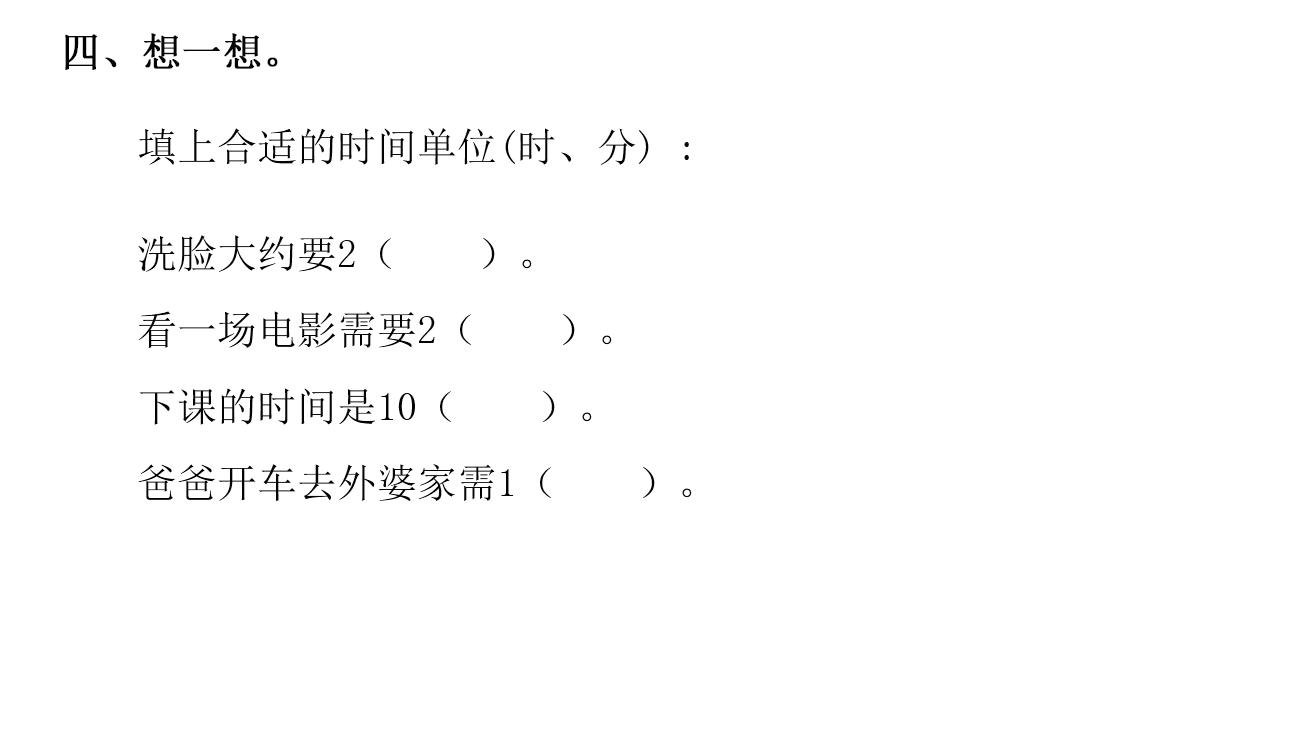 四、想一想。
填上合适的时间单位(时、分)：
洗脸大约要2（　　）。
看一场电影需要2（　　）。
下课的时间是10（　　）。
爸爸开车去外婆家需1（　　）。